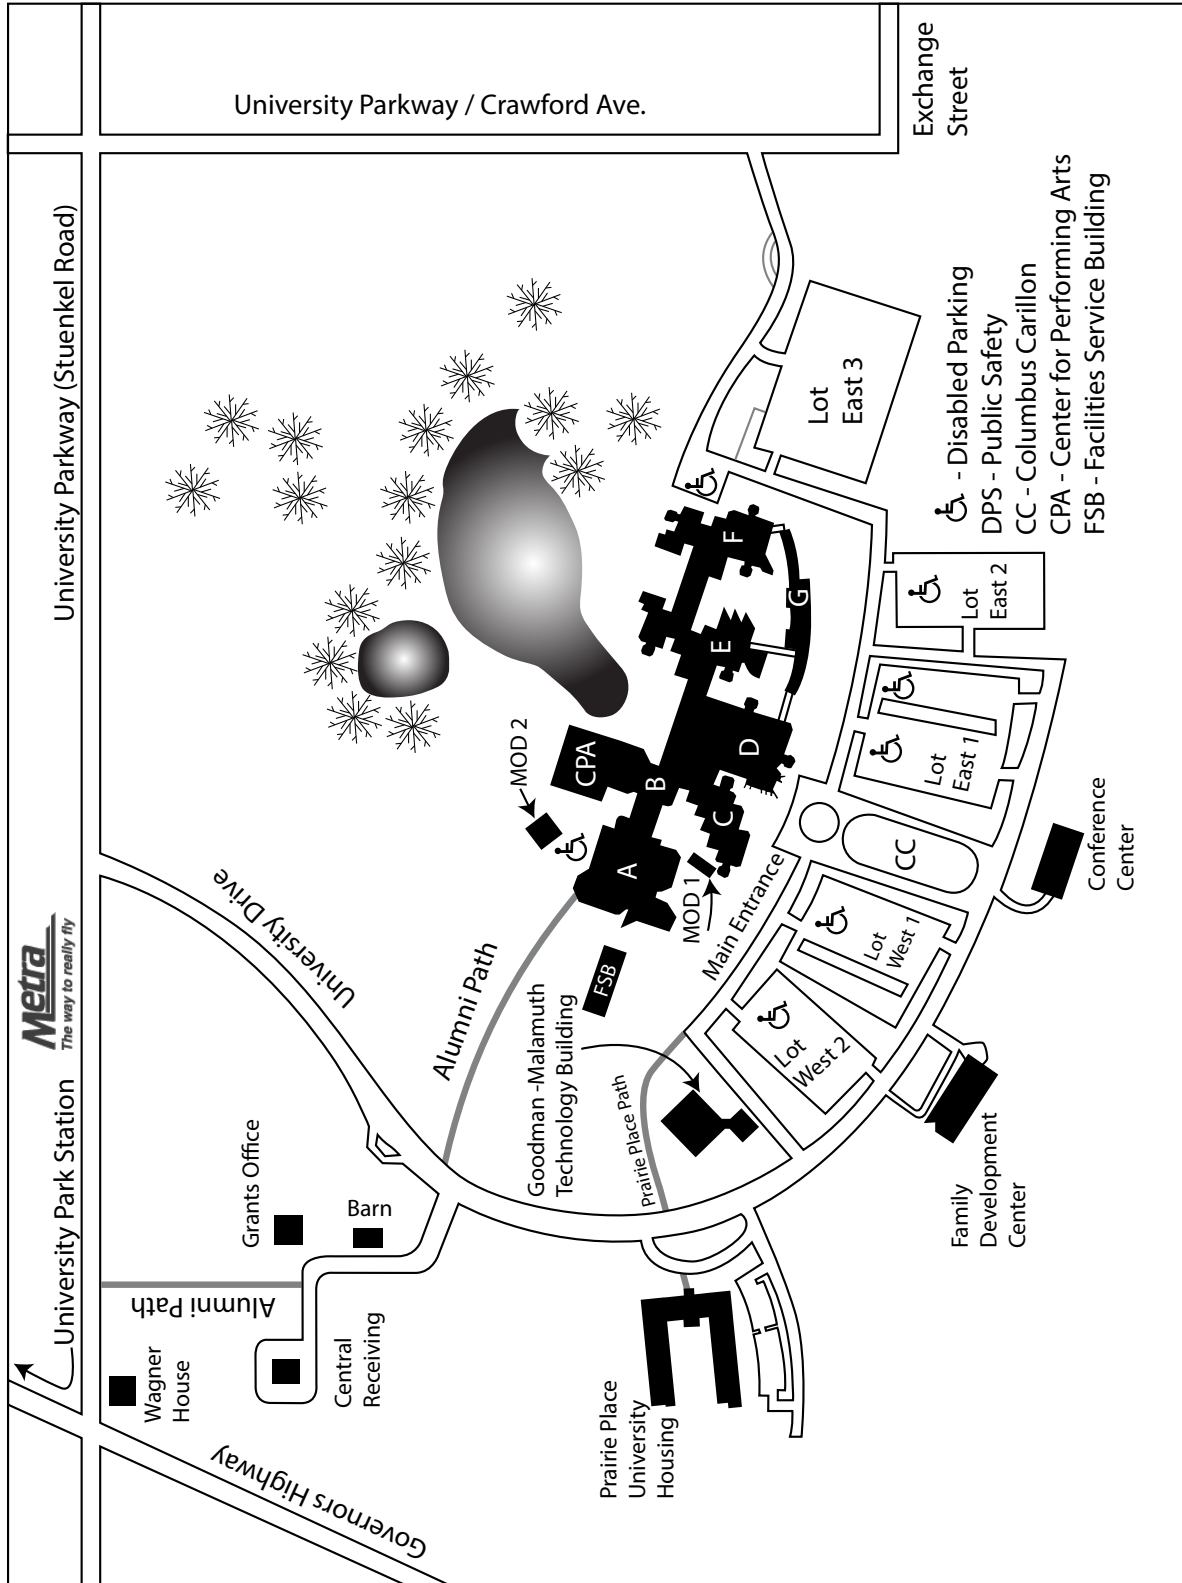 Metra
The way to really fly
University Park Station
University Parkway (Stuenkel Road)
University Parkway / Crawford Ave.
Exchange
Street
Wagner
House
Alumni Path
Grants Office
Barn
Central
Receiving
Governors Highway
University Drive
Alumni Path
MOD 2
CPA
A
B
C
D
E
F
G
FSB
MOD 1
Main Entrance
Goodman -Malamuth
Technology Building
Prairie Place Path
Prairie Place
University
Housing
Lot
West 2
Lot
West 1
CC
Lot
East 1
Lot
East 2
Lot
East 3
Family
Development
Center
Conference
Center
- Disabled Parking
DPS - Public Safety
CC - Columbus Carillon
CPA - Center for Performing Arts
FSB - Facilities Service Building